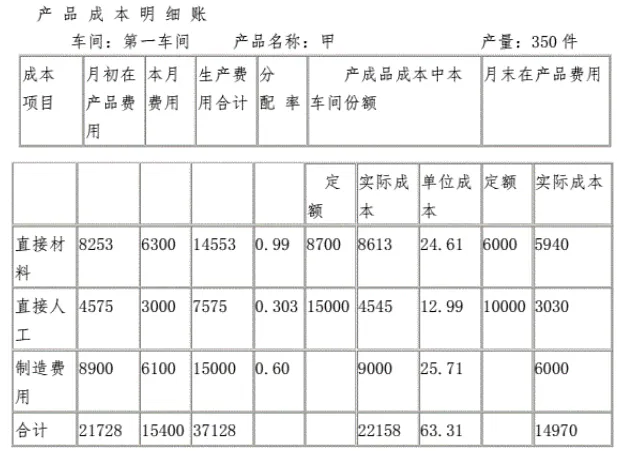 产品成本明细账
车间：第一车间 产品名称：甲 产量：350 件
成本 月初在 本月 生产费 分 产成品成本中本 月末在产品费用
项目 产品费 费用 用合计 配 率 车间份额
用
定 实际成 单位成 定额 实际成本
额 本 本
直接材 8253 6300 14553 0.99 8700 8613 24.61 6000 5940
料
直接人 4575 3000 7575 0.303 15000 4545 12.99 10000 3030
工
制造费 8900 6100 15000 0.60 9000 25.71 6000
用
合计 21728 15400 37128 22158 63.31 14970